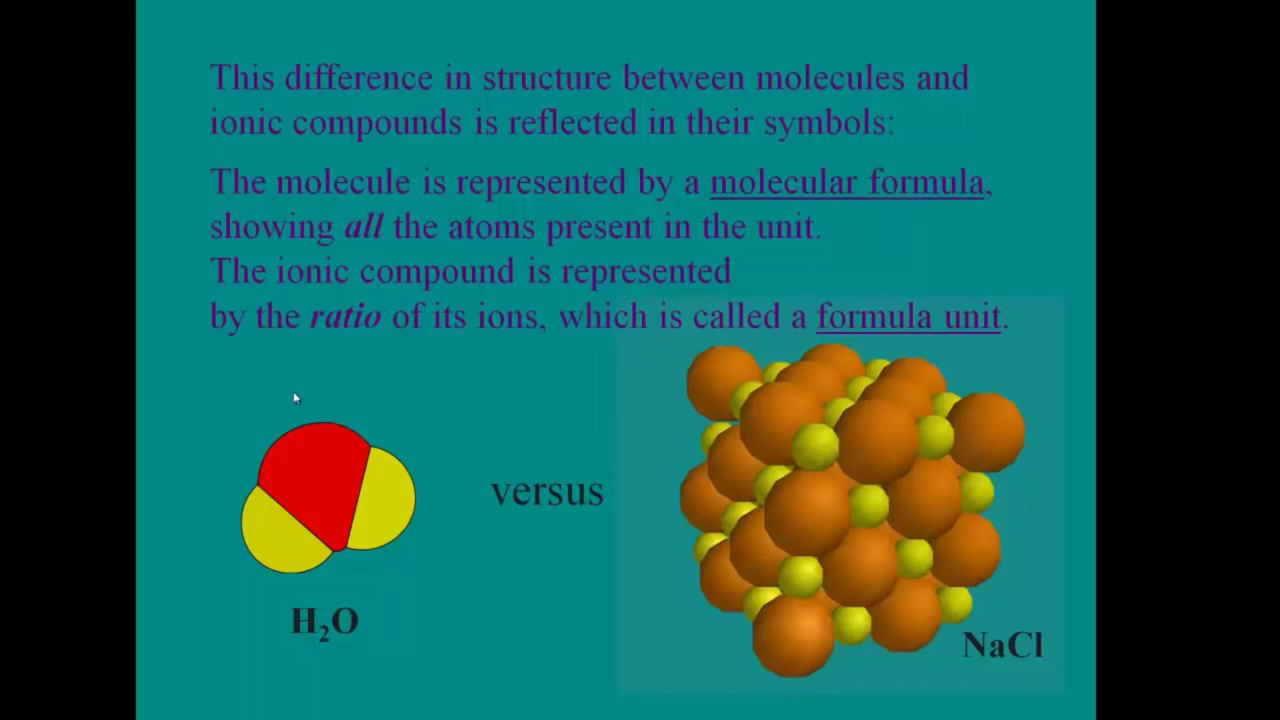 This difference in structure between molecules and
ionic compounds is reflected in their symbols:
The molecule is represented by a molecular formula,
showing all the atoms present in the unit.
The ionic compound is represented
by the ratio of its ions, which is called a formula unit.
versus
H₂O
NaCl